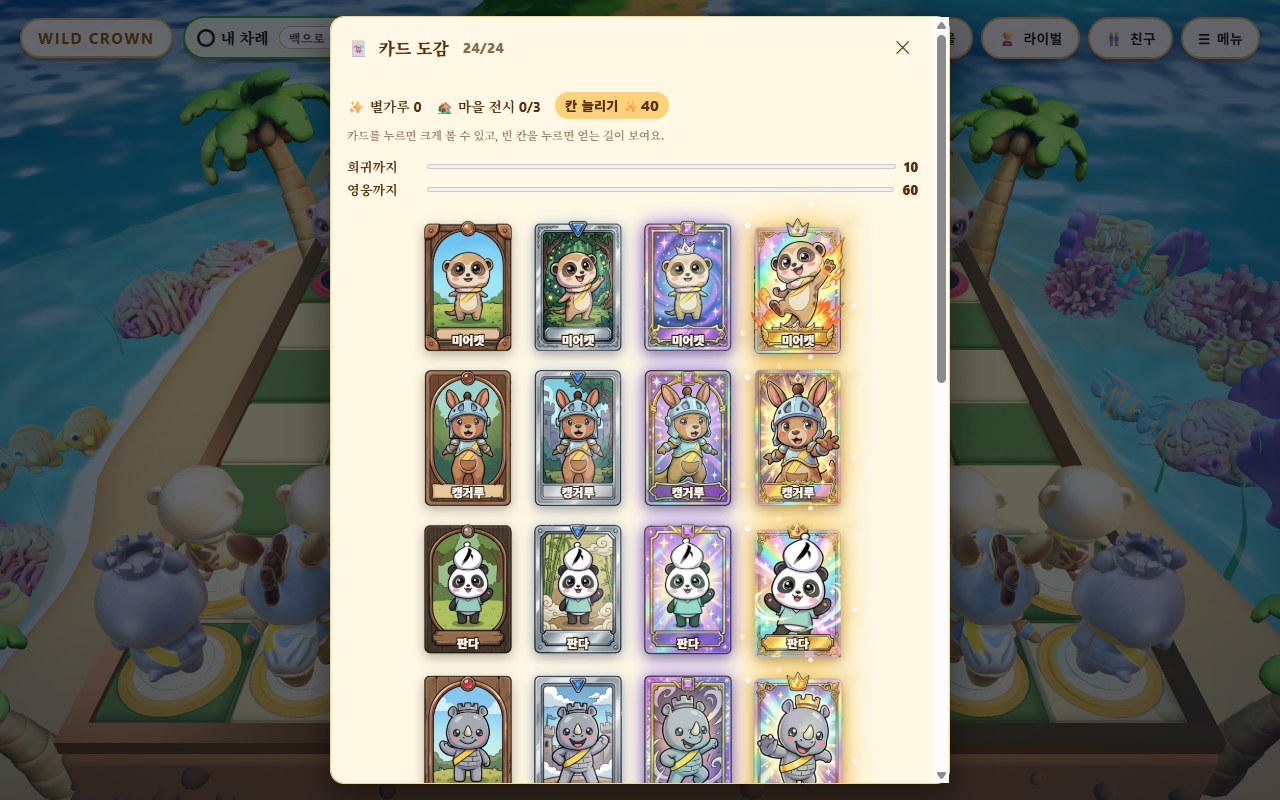 WILD CROWN
내 차례
백으로
라이벌
친구
☰ 메뉴
카드 도감 24/24
별가루 0 마을 전시 0/3 칸 늘리기 ✨ 40
카드를 누르면 크게 볼 수 있고, 빈 칸을 누르면 얻는 길이 보여요.
희귀까지 10
영웅까지 60
미어캣 미어캣 미어캣 미어캣
캥거루 캥거루 캥거루 캥거루
판다 판다 판다 판다